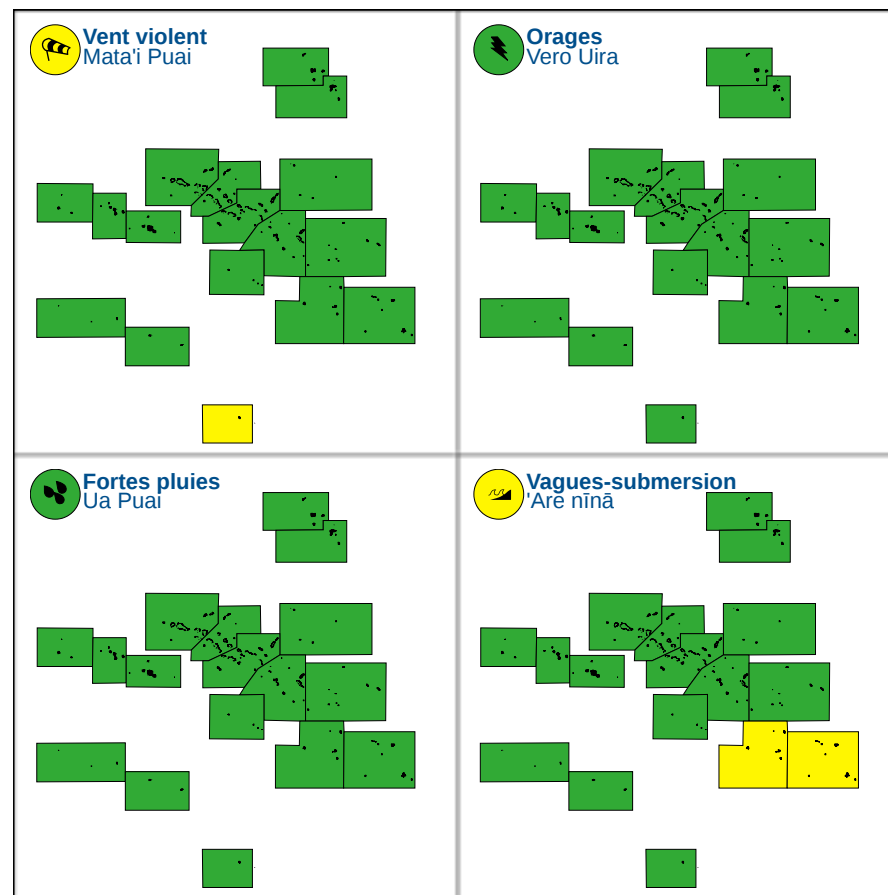 Vent violent
Mata'i Puai
Orages
Vero Uira
Fortes pluies
Ua Puai
Vagues-submersion
'Are nīnā